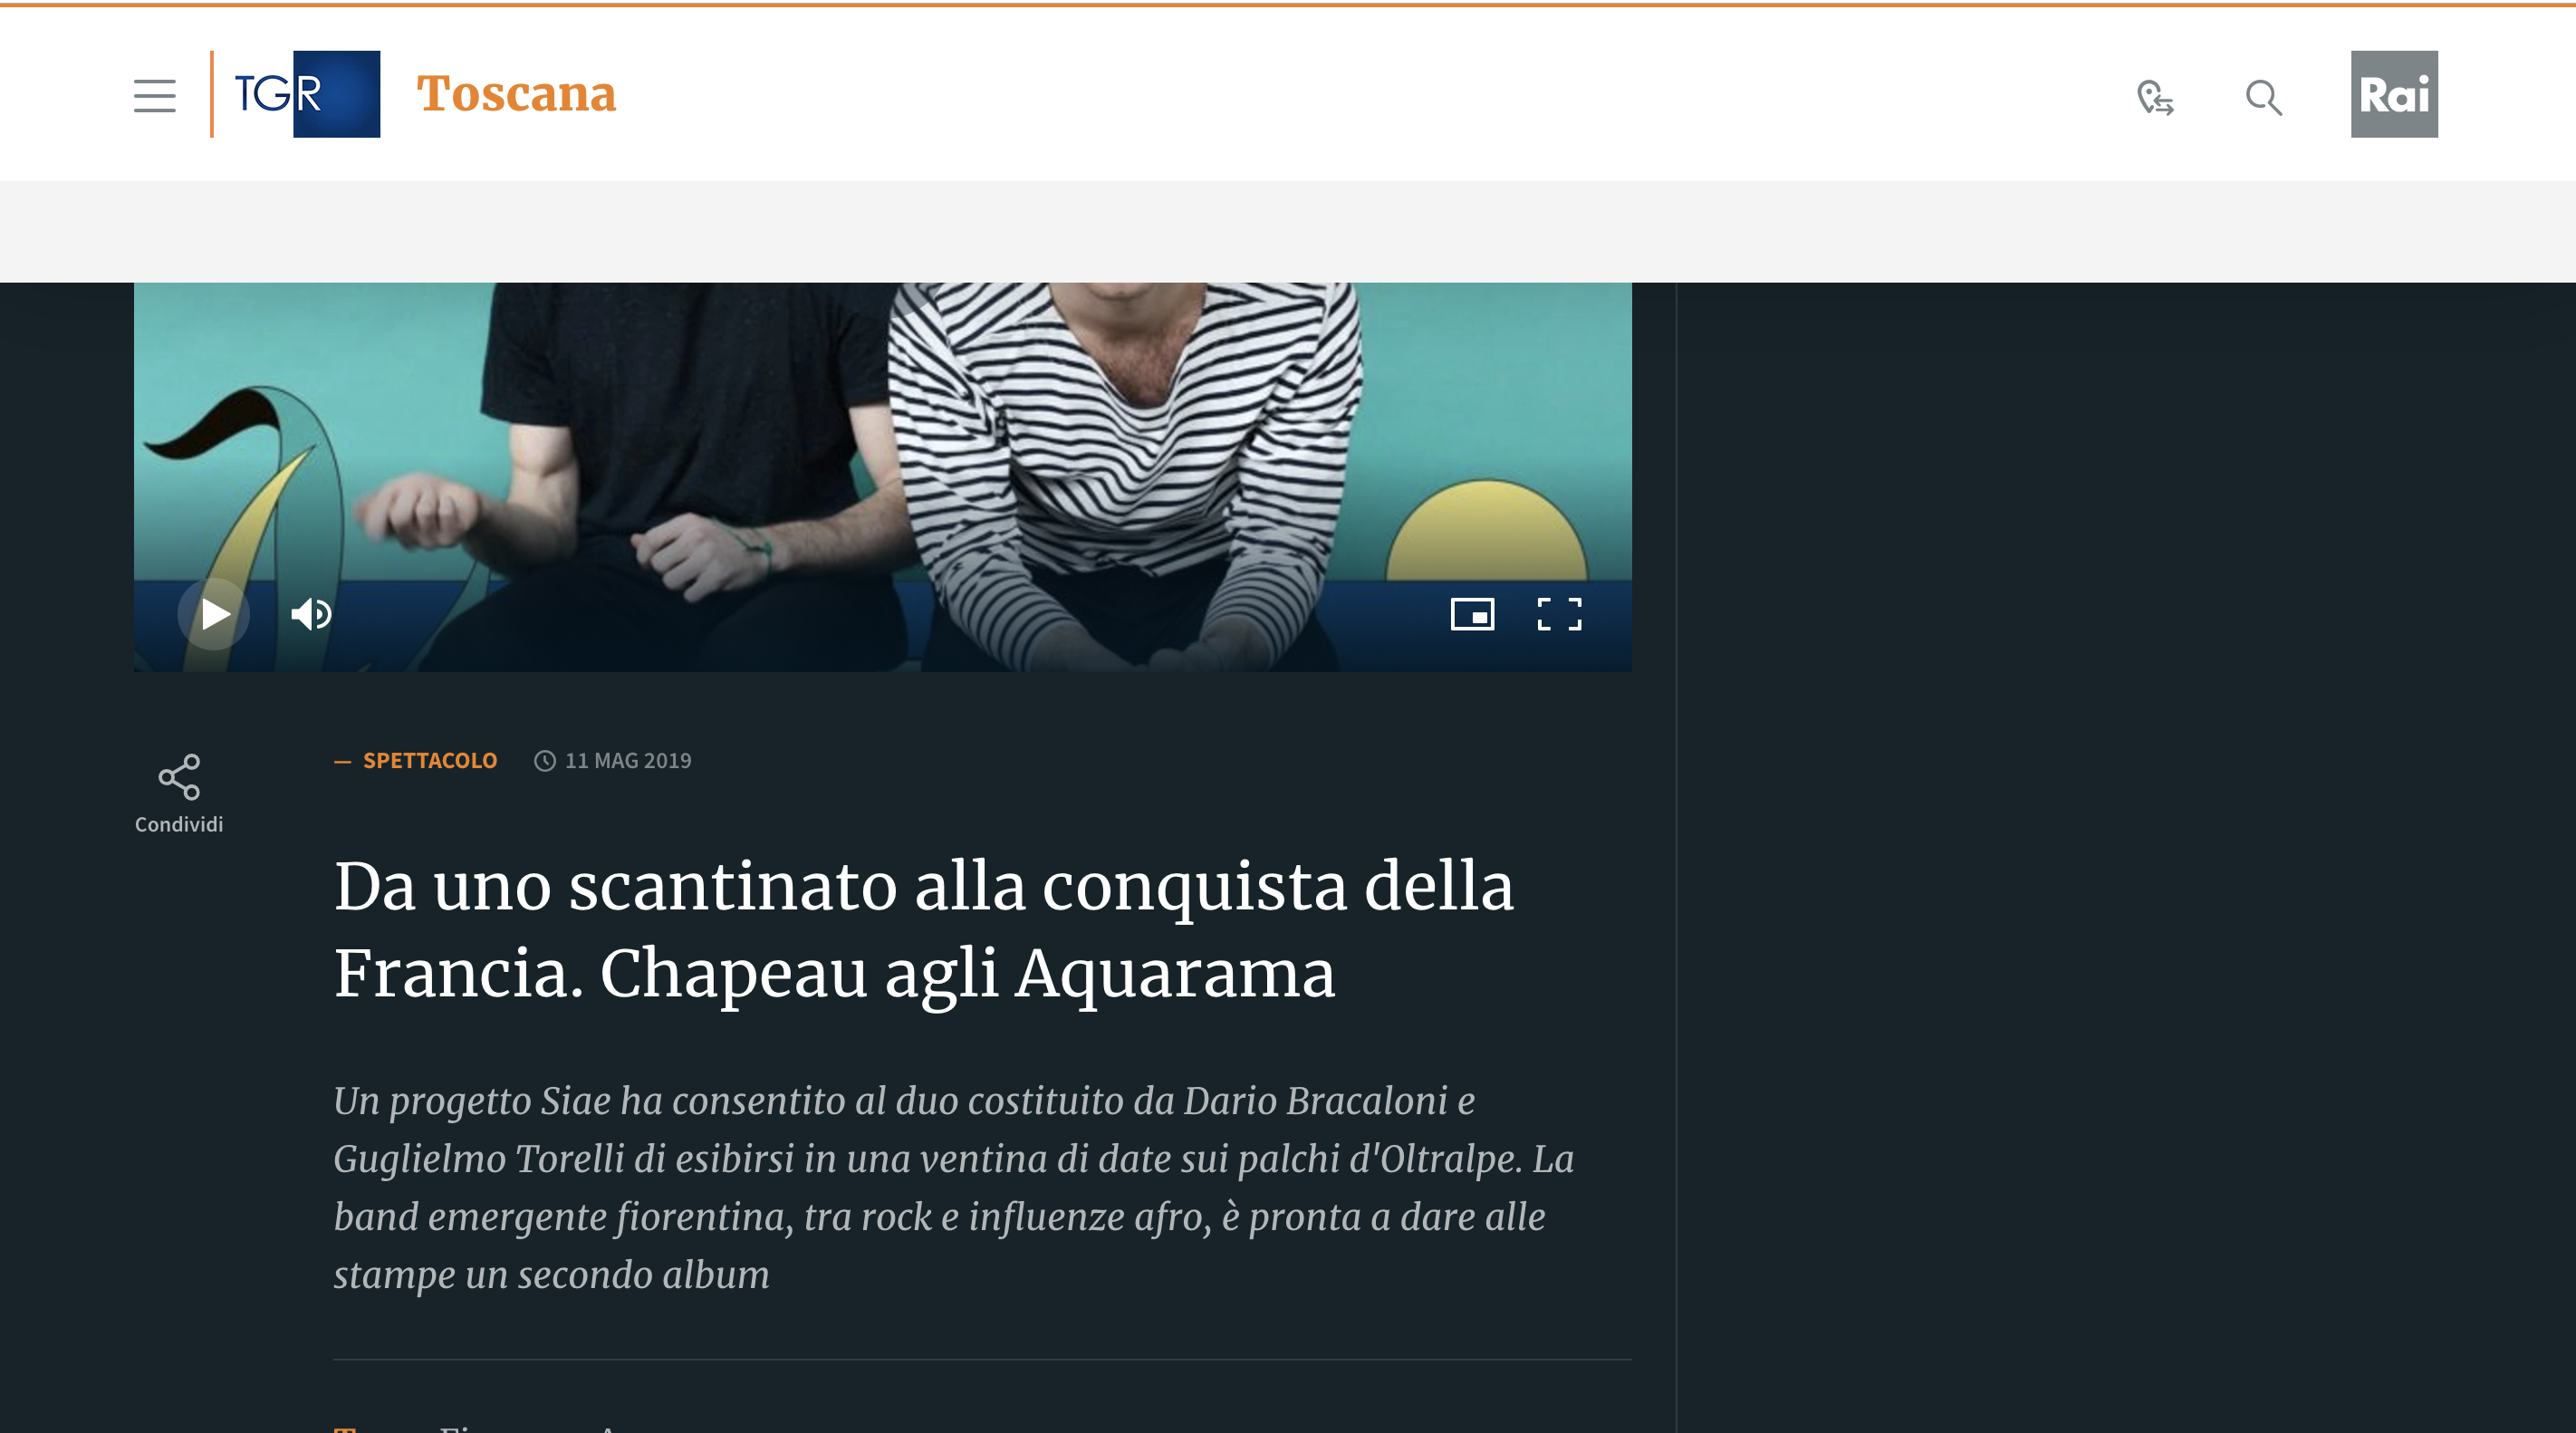 TGR Toscana
Rai
SPETTACOLO 11 MAG 2019
Condividi
Da uno scantinato alla conquista della
Francia. Chapeau agli Aquarama
Un progetto Siae ha consentito al duo costituito da Dario Bracaloni e
Guglielmo Torelli di esibirsi in una ventina di date sui palchi d'Oltralpe. La
band emergente fiorentina, tra rock e influenze afro, è pronta a dare alle
stampe un secondo album